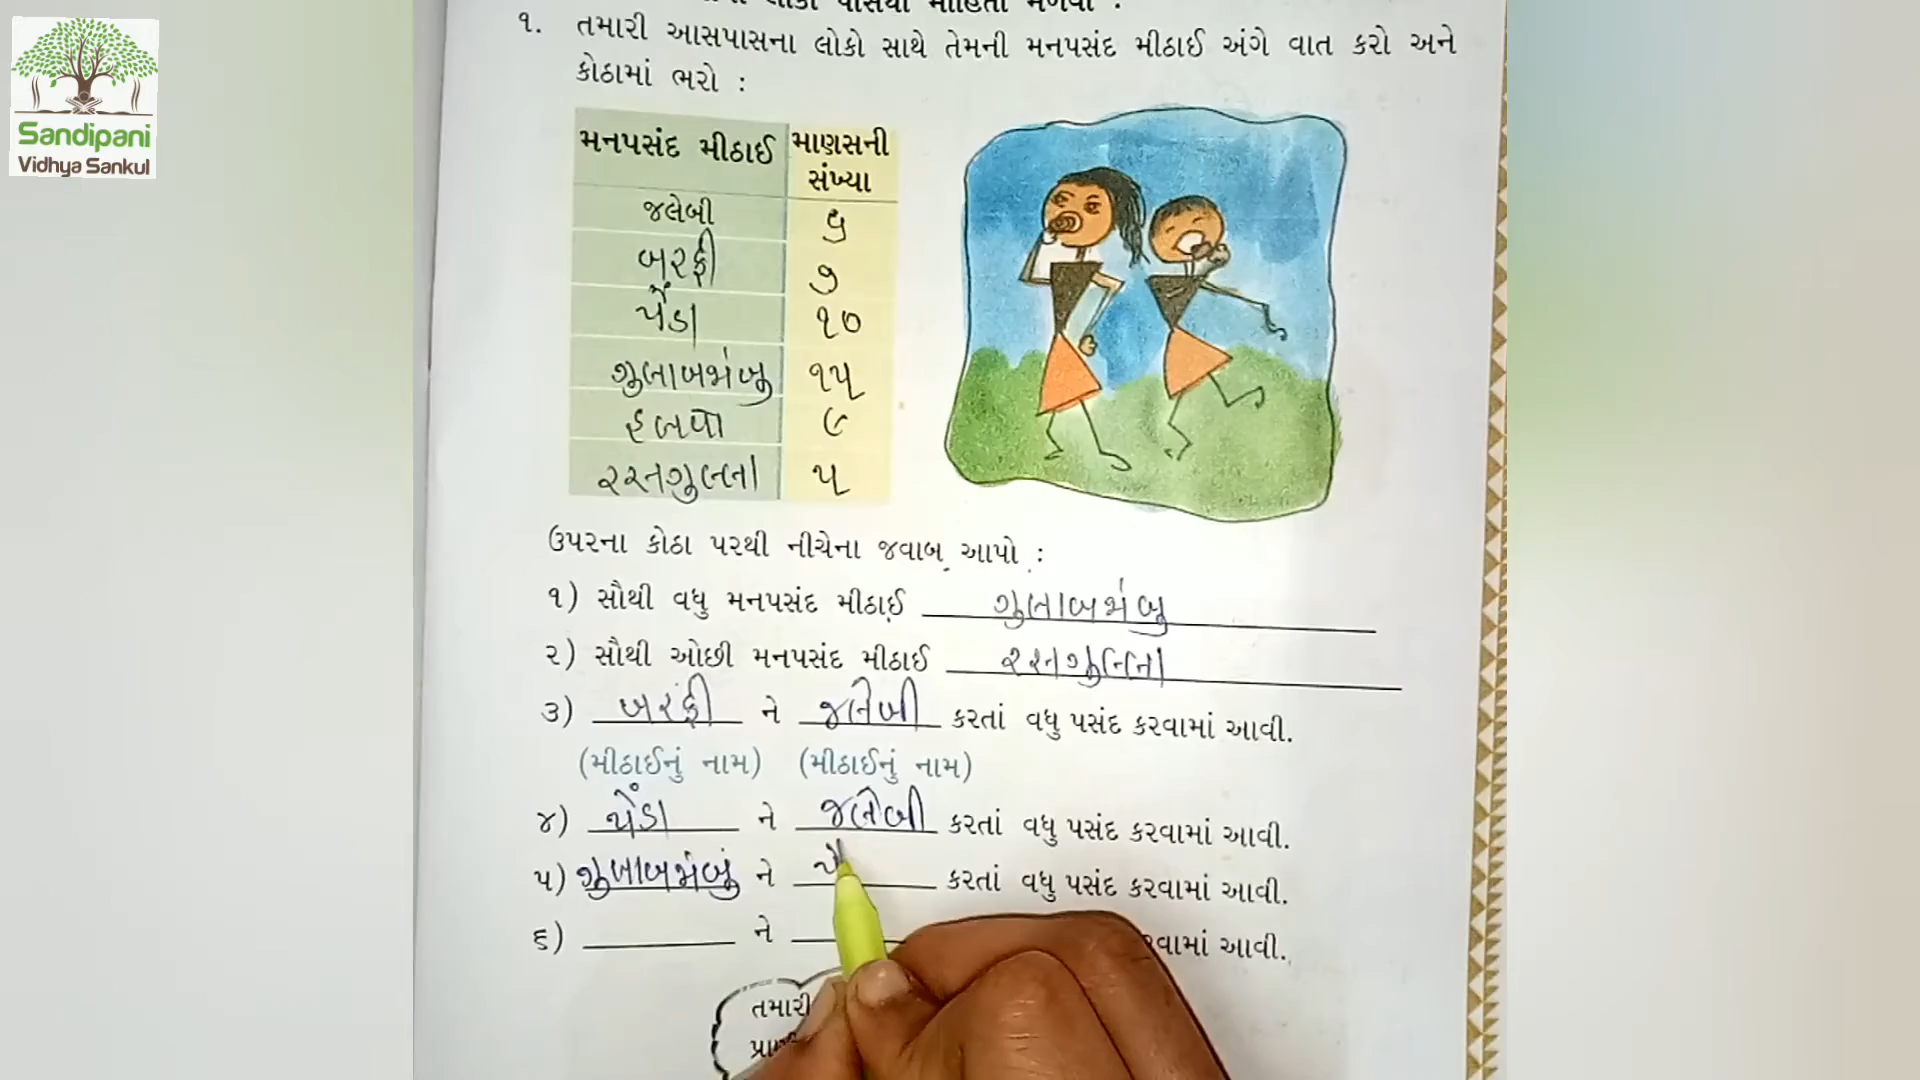 Sandipani
Vidhya Sankul
૧. તમારી આસપાસના લોકો સાથે તેમની મનપસંદ મીઠાઈ અંગે વાત કરો અને
કોઠામાં ભરો :
મનપસંદ મીઠાઈ માણસની
સંખ્યા
જલેબી
બરફી ૭
પેંડા ૧૦
ગુલાબજાંબુ ૧૫
હલવો ૯
રસગુલ્લા ૫
ઉપરના કોઠા પરથી નીચેના જવાબ આપો :
૧) સૌથી વધુ મનપસંદ મીઠાઈ ગુલાબજાંબુ
૨) સૌથી ઓછી મનપસંદ મીઠાઈ રસગુલ્લા
૩) બરફી ને જલેબી કરતાં વધુ પસંદ કરવામાં આવી.
(મીઠાઈનું નામ) (મીઠાઈનું નામ)
૪) પેંડા ને જલેબી કરતાં વધુ પસંદ કરવામાં આવી.
૫) ગુલાબજાંબું ને પે કરતાં વધુ પસંદ કરવામાં આવી.
૬) ને આવી.
તમારી